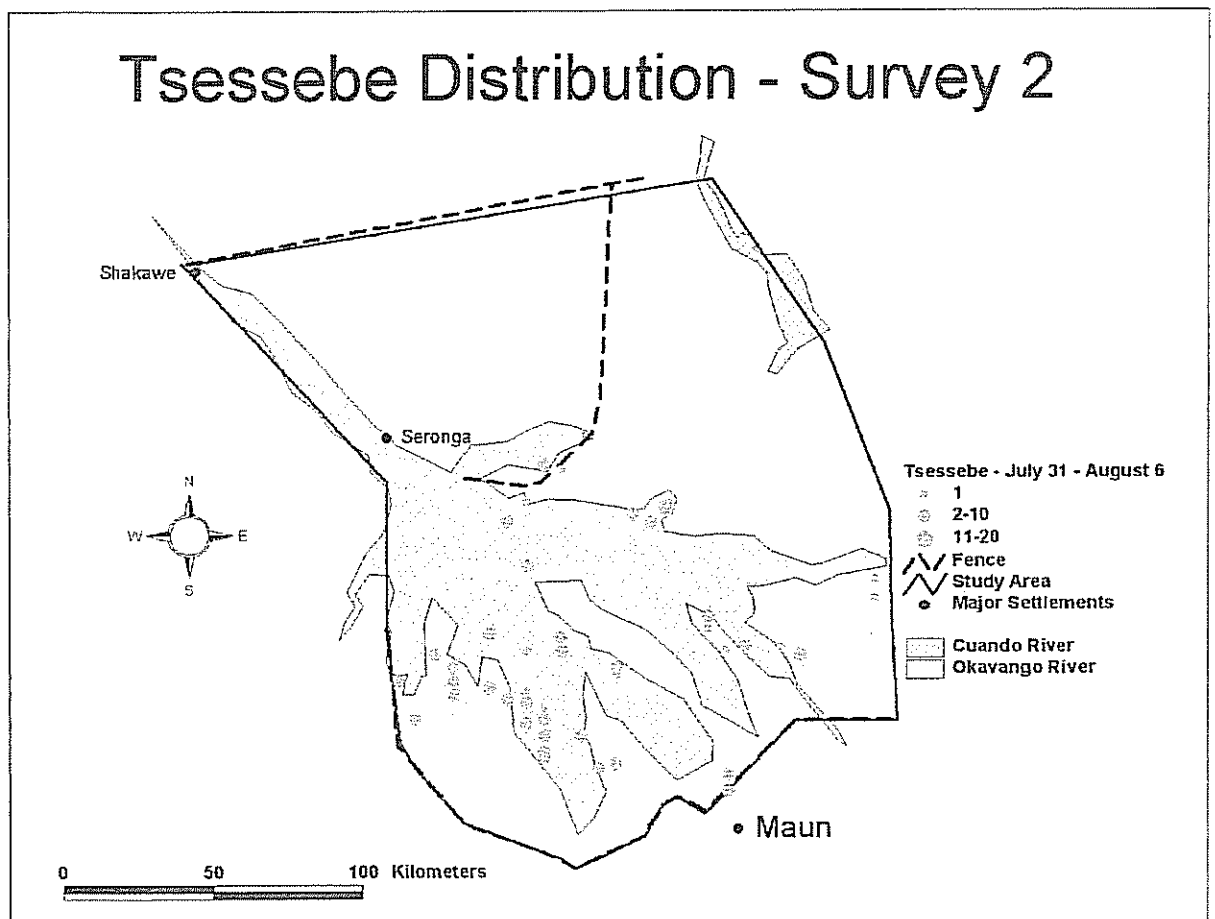 Tsessebe Distribution - Survey 2
Shakawe
Seronga
N
W
E
S
Tsessebe - July 31 - August 6
1
2-10
11-20
Fence
Study Area
Major Settlements
Cuando River
Okavango River
Maun
0 50 100 Kilometers